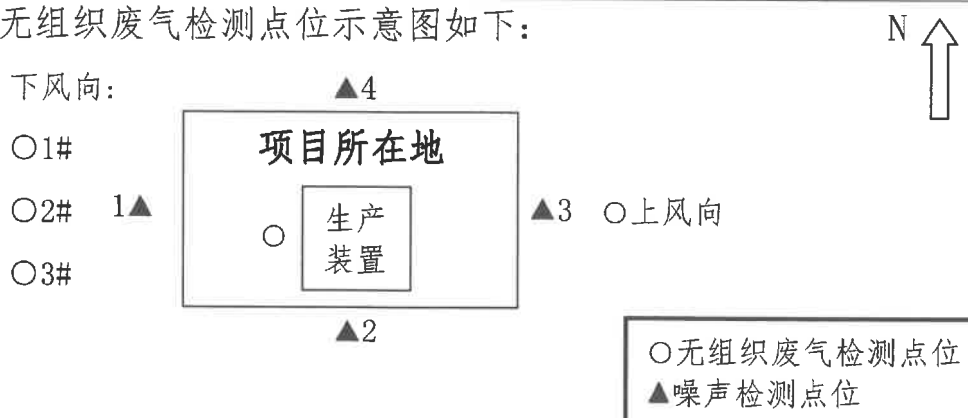 无组织废气检测点位示意图如下：
N
下风向：
▲4
○1#
项目所在地
○2#
1▲
生产
装置
▲3
○上风向
○3#
▲2
○无组织废气检测点位
▲噪声检测点位